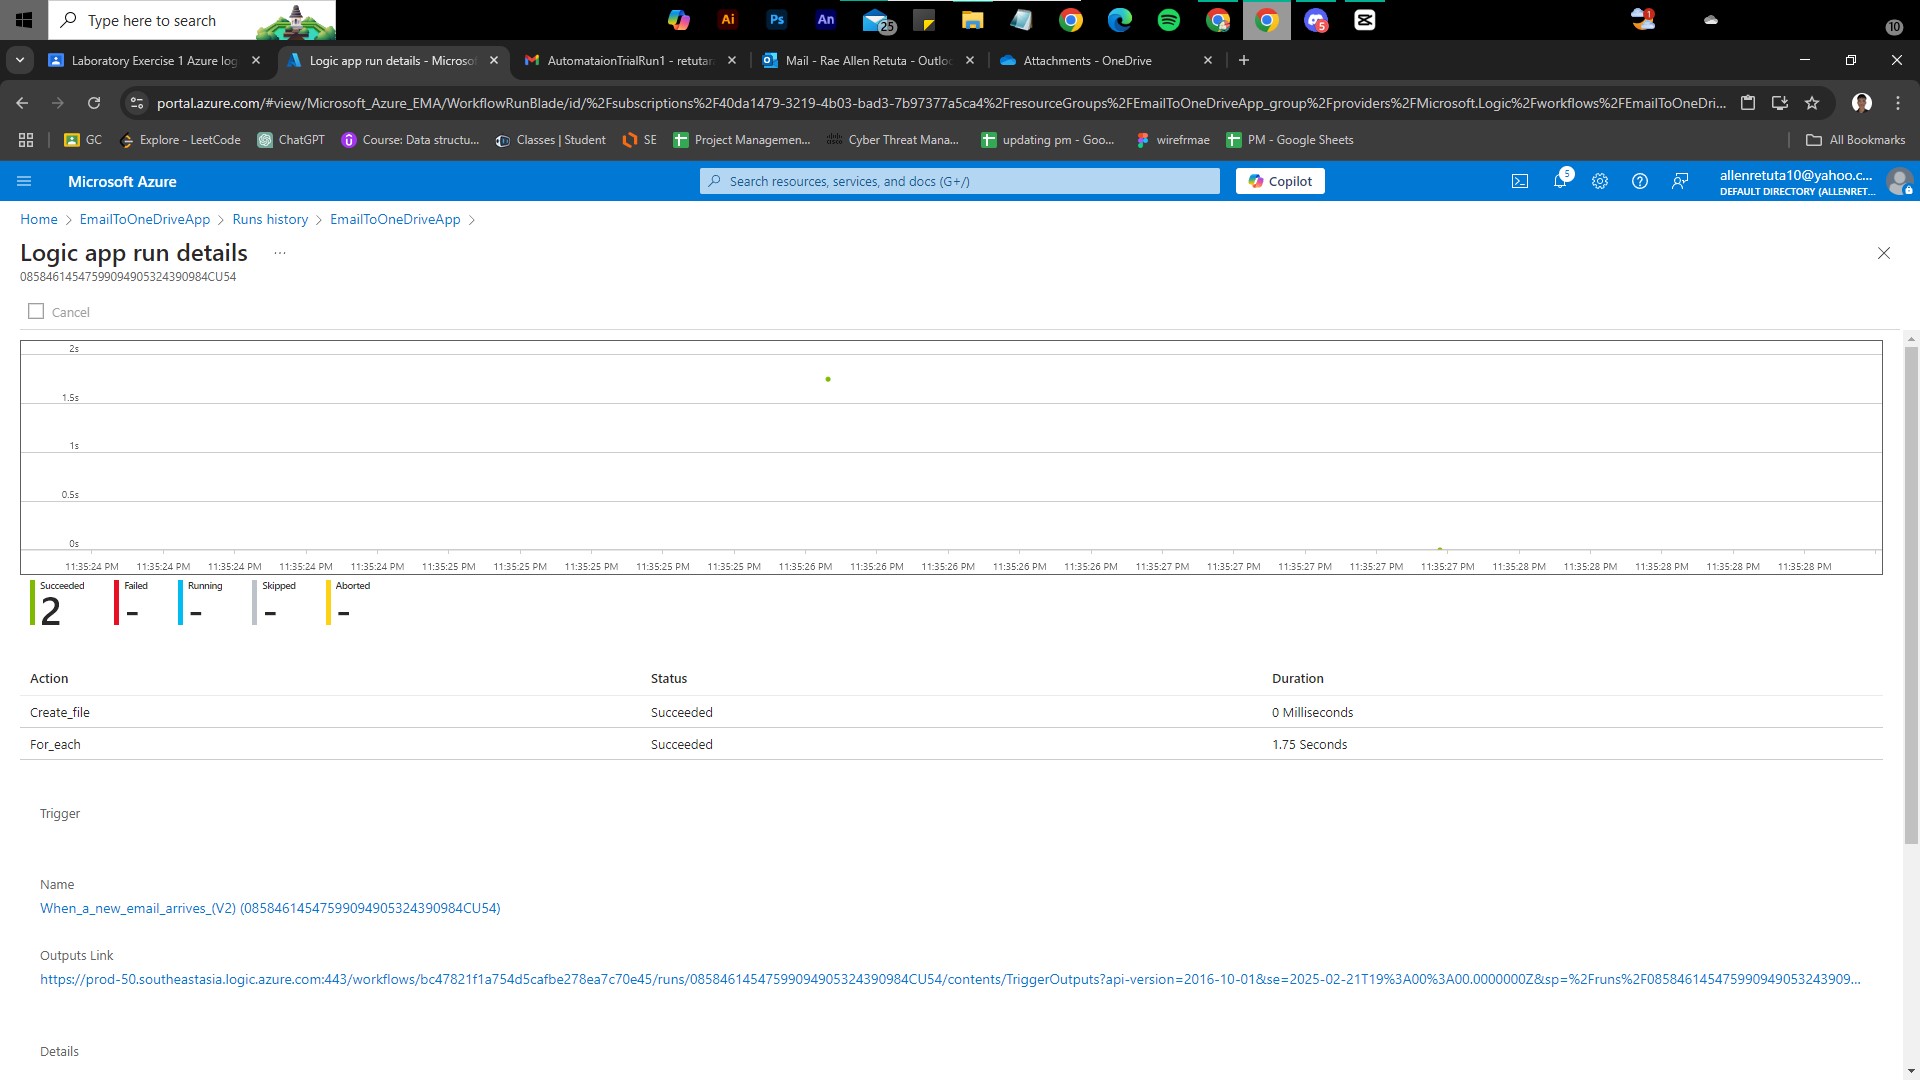 Type here to search
Ai
Ps
An
25
5
1
10
Laboratory Exercise 1 Azure log
Logic app run details - Microsof
AutomataionTrialRun1 - retutar
Mail - Rae Allen Retuta - Outloo
Attachments - OneDrive
portal.azure.com/#view/Microsoft_Azure_EMA/WorkflowRunBlade/id/%2Fsubscriptions%2F40da1479-3219-4b03-bad3-7b97377a5ca4%2FresourceGroups%2FEmailToOneDriveApp_group%2Fproviders%2FMicrosoft.Logic%2Fworkflows%2FEmailToOneDri...
GC
Explore - LeetCode
ChatGPT
Course: Data structu...
Classes | Student
SE
Project Managemen...
Cyber Threat Mana...
updating pm - Goo...
wirefrmae
PM - Google Sheets
All Bookmarks
Microsoft Azure
Search resources, services, and docs (G+/)
Copilot
5
allenretuta10@yahoo.c...
DEFAULT DIRECTORY (ALLENRET...
Home > EmailToOneDriveApp > Runs history > EmailToOneDriveApp >
Logic app run details ...
08584614547599094905324390984CU54
Cancel
2s
1.5s
1s
0.5s
0s
11:35:24 PM 11:35:24 PM 11:35:24 PM 11:35:24 PM 11:35:24 PM 11:35:25 PM 11:35:25 PM 11:35:25 PM 11:35:25 PM 11:35:25 PM 11:35:26 PM 11:35:26 PM 11:35:26 PM 11:35:26 PM 11:35:26 PM 11:35:27 PM 11:35:27 PM 11:35:27 PM 11:35:27 PM 11:35:27 PM 11:35:28 PM 11:35:28 PM 11:35:28 PM 11:35:28 PM 11:35:28 PM
Succeeded Failed Running Skipped Aborted
2 - - - -
Action Status Duration
Create_file Succeeded 0 Milliseconds
For_each Succeeded 1.75 Seconds
Trigger
Name
When_a_new_email_arrives_(V2) (08584614547599094905324390984CU54)
Outputs Link
https://prod-50.southeastasia.logic.azure.com:443/workflows/bc47821f1a754d5cafbe278ea7c70e45/runs/08584614547599094905324390984CU54/contents/TriggerOutputs?api-version=2016-10-01&se=2025-02-21T19%3A00%3A00.0000000Z&sp=%2Fruns%2F0858461454759909490532439​09...
Details